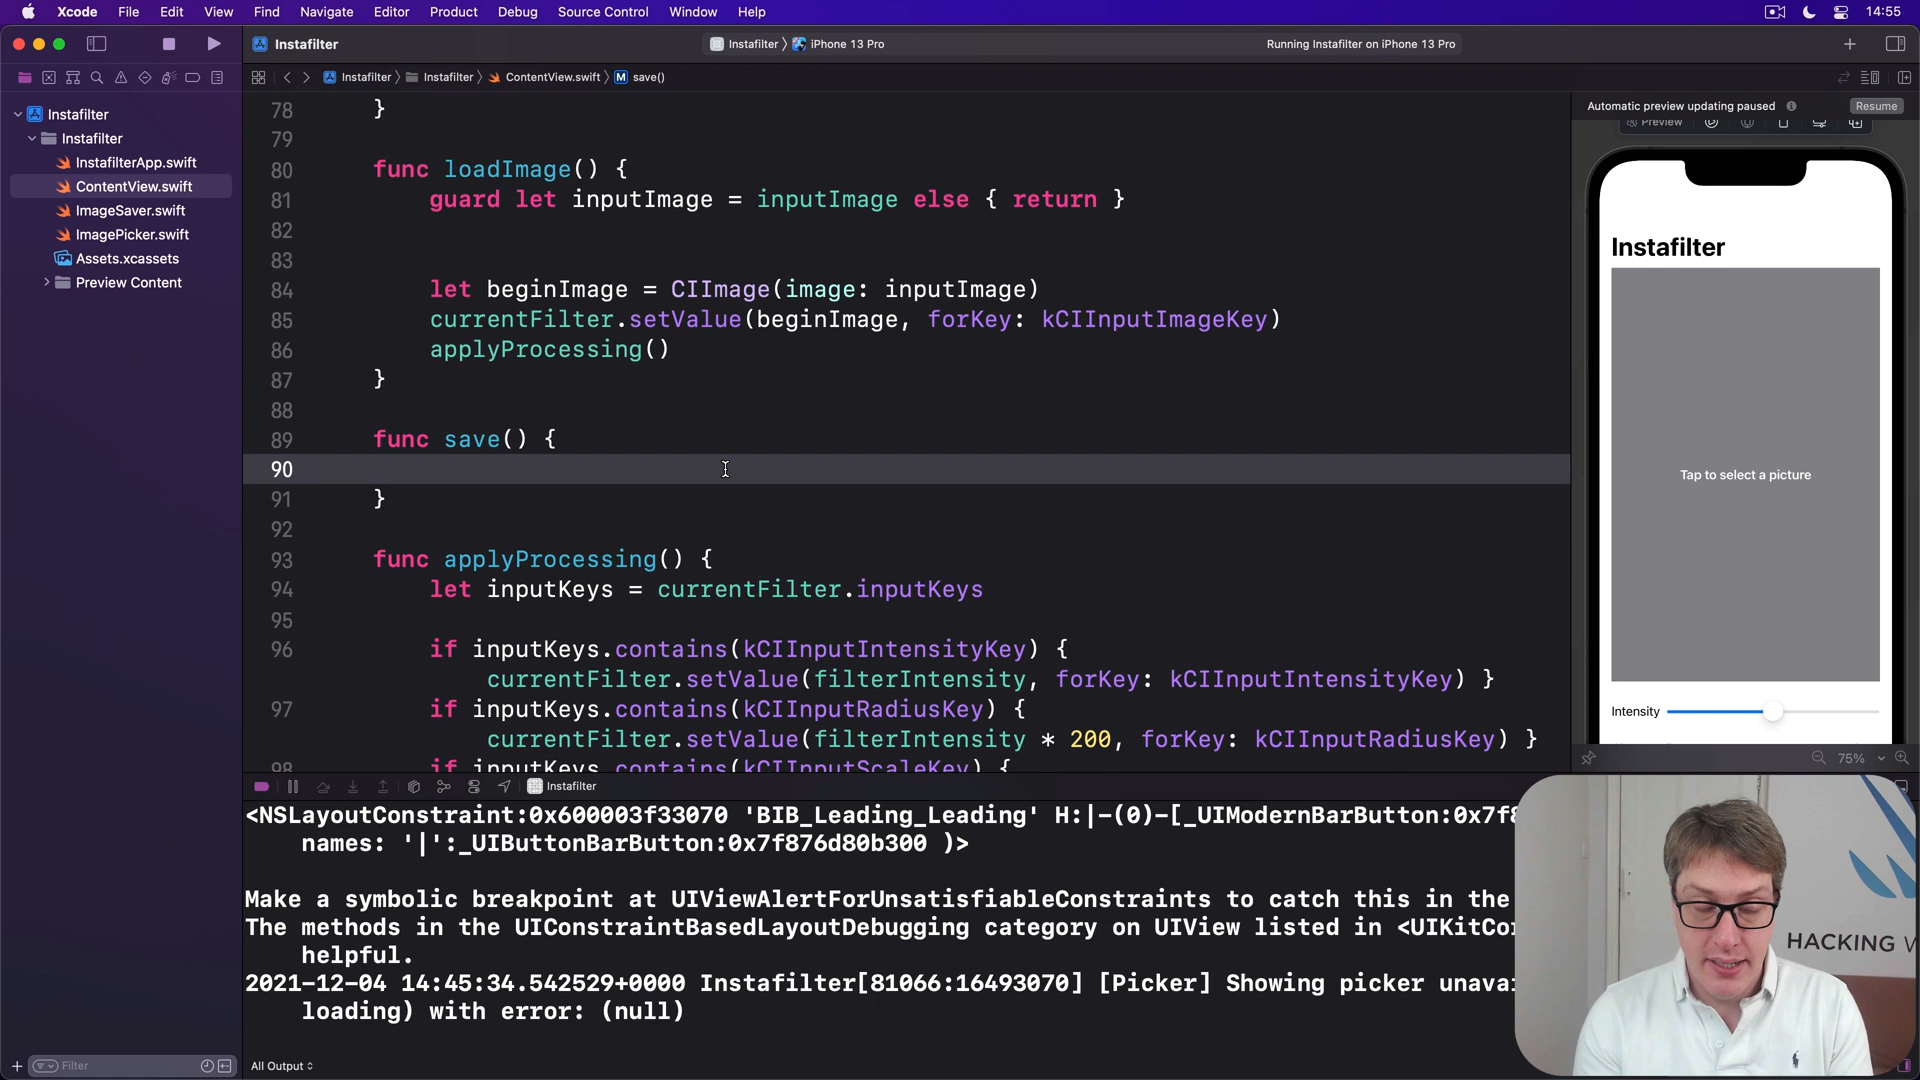 Xcode File Edit View Find Navigate Editor Product Debug Source Control Window Help 14:55
Instafilter
Instafilter
iPhone 13 Pro
Running Instafilter on iPhone 13 Pro
Instafilter
Instafilter
ContentView.swift
M
save()
Instafilter
Instafilter
InstafilterApp.swift
ContentView.swift
ImageSaver.swift
ImagePicker.swift
Assets.xcassets
Preview Content
78 }
79
80 func loadImage() {
81 guard let inputImage = inputImage else { return }
82
83
84 let beginImage = CIImage(image: inputImage)
85 currentFilter.setValue(beginImage, forKey: kCIInputImageKey)
86 applyProcessing()
87 }
88
89 func save() {
90
91 }
92
93 func applyProcessing() {
94 let inputKeys = currentFilter.inputKeys
95
96 if inputKeys.contains(kCIInputIntensityKey) {
currentFilter.setValue(filterIntensity, forKey: kCIInputIntensityKey) }
97 if inputKeys.contains(kCIInputRadiusKey) {
currentFilter.setValue(filterIntensity * 200, forKey: kCIInputRadiusKey) }
98 if inputKeys.contains(kCIInputScaleKey) {
Automatic preview updating paused
Resume
Preview
Instafilter
Tap to select a picture
Intensity
75%
Instafilter
<NSLayoutConstraint:0x600003f33070 'BIB_Leading_Leading' H:|-(0)-[_UIModernBarButton:0x7f8
names: '|':_UIButtonBarButton:0x7f876d80b300 )>
Make a symbolic breakpoint at UIViewAlertForUnsatisfiableConstraints to catch this in the
The methods in the UIConstraintBasedLayoutDebugging category on UIView listed in <UIKitCor
helpful.
2021-12-04 14:45:34.542529+0000 Instafilter[81066:16493070] [Picker] Showing picker unavai
loading) with error: (null)
HACKING W
Filter
All Output